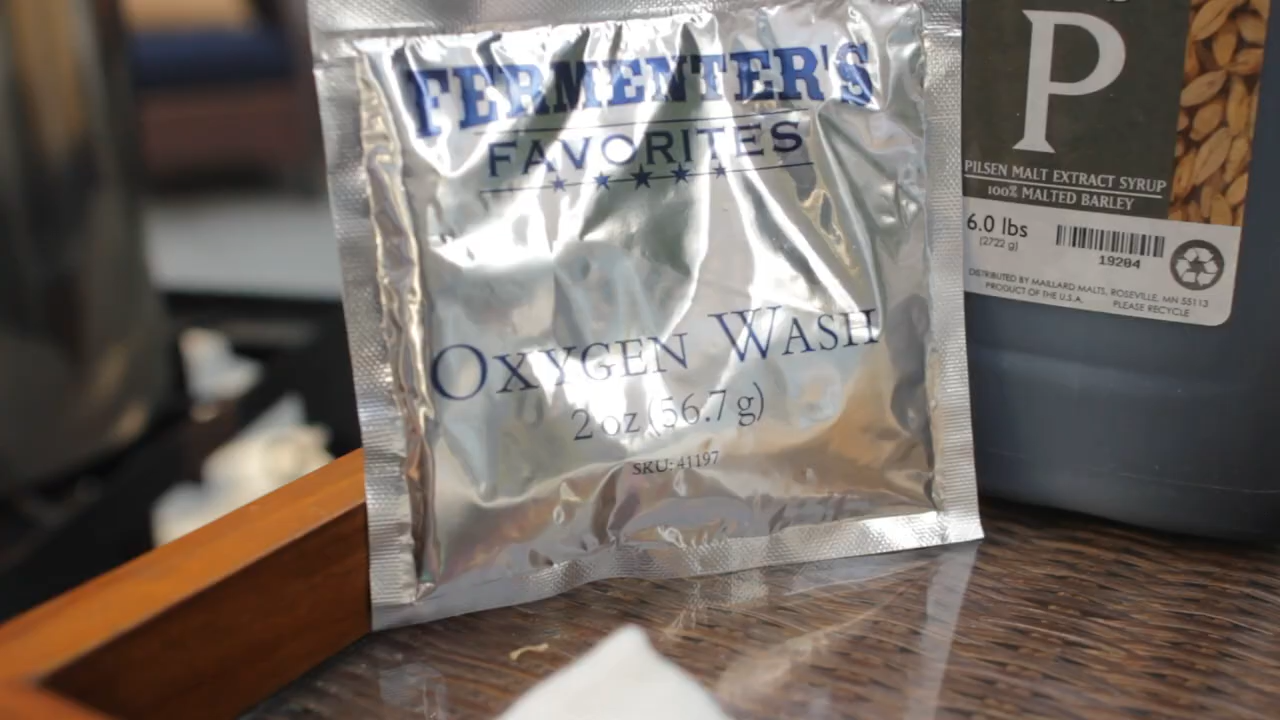 FERMENTER'S
FAVORITES
OXYGEN WASH
2 oz (56.7 g)
SKU: 41197
P
PILSEN MALT EXTRACT SYRUP
100% MALTED BARLEY
6.0 lbs
(2722 g)
19284
DISTRIBUTED BY MAILLARD MALTS, ROSEVILLE, MN 55113
PRODUCT OF THE U.S.A. PLEASE RECYCLE